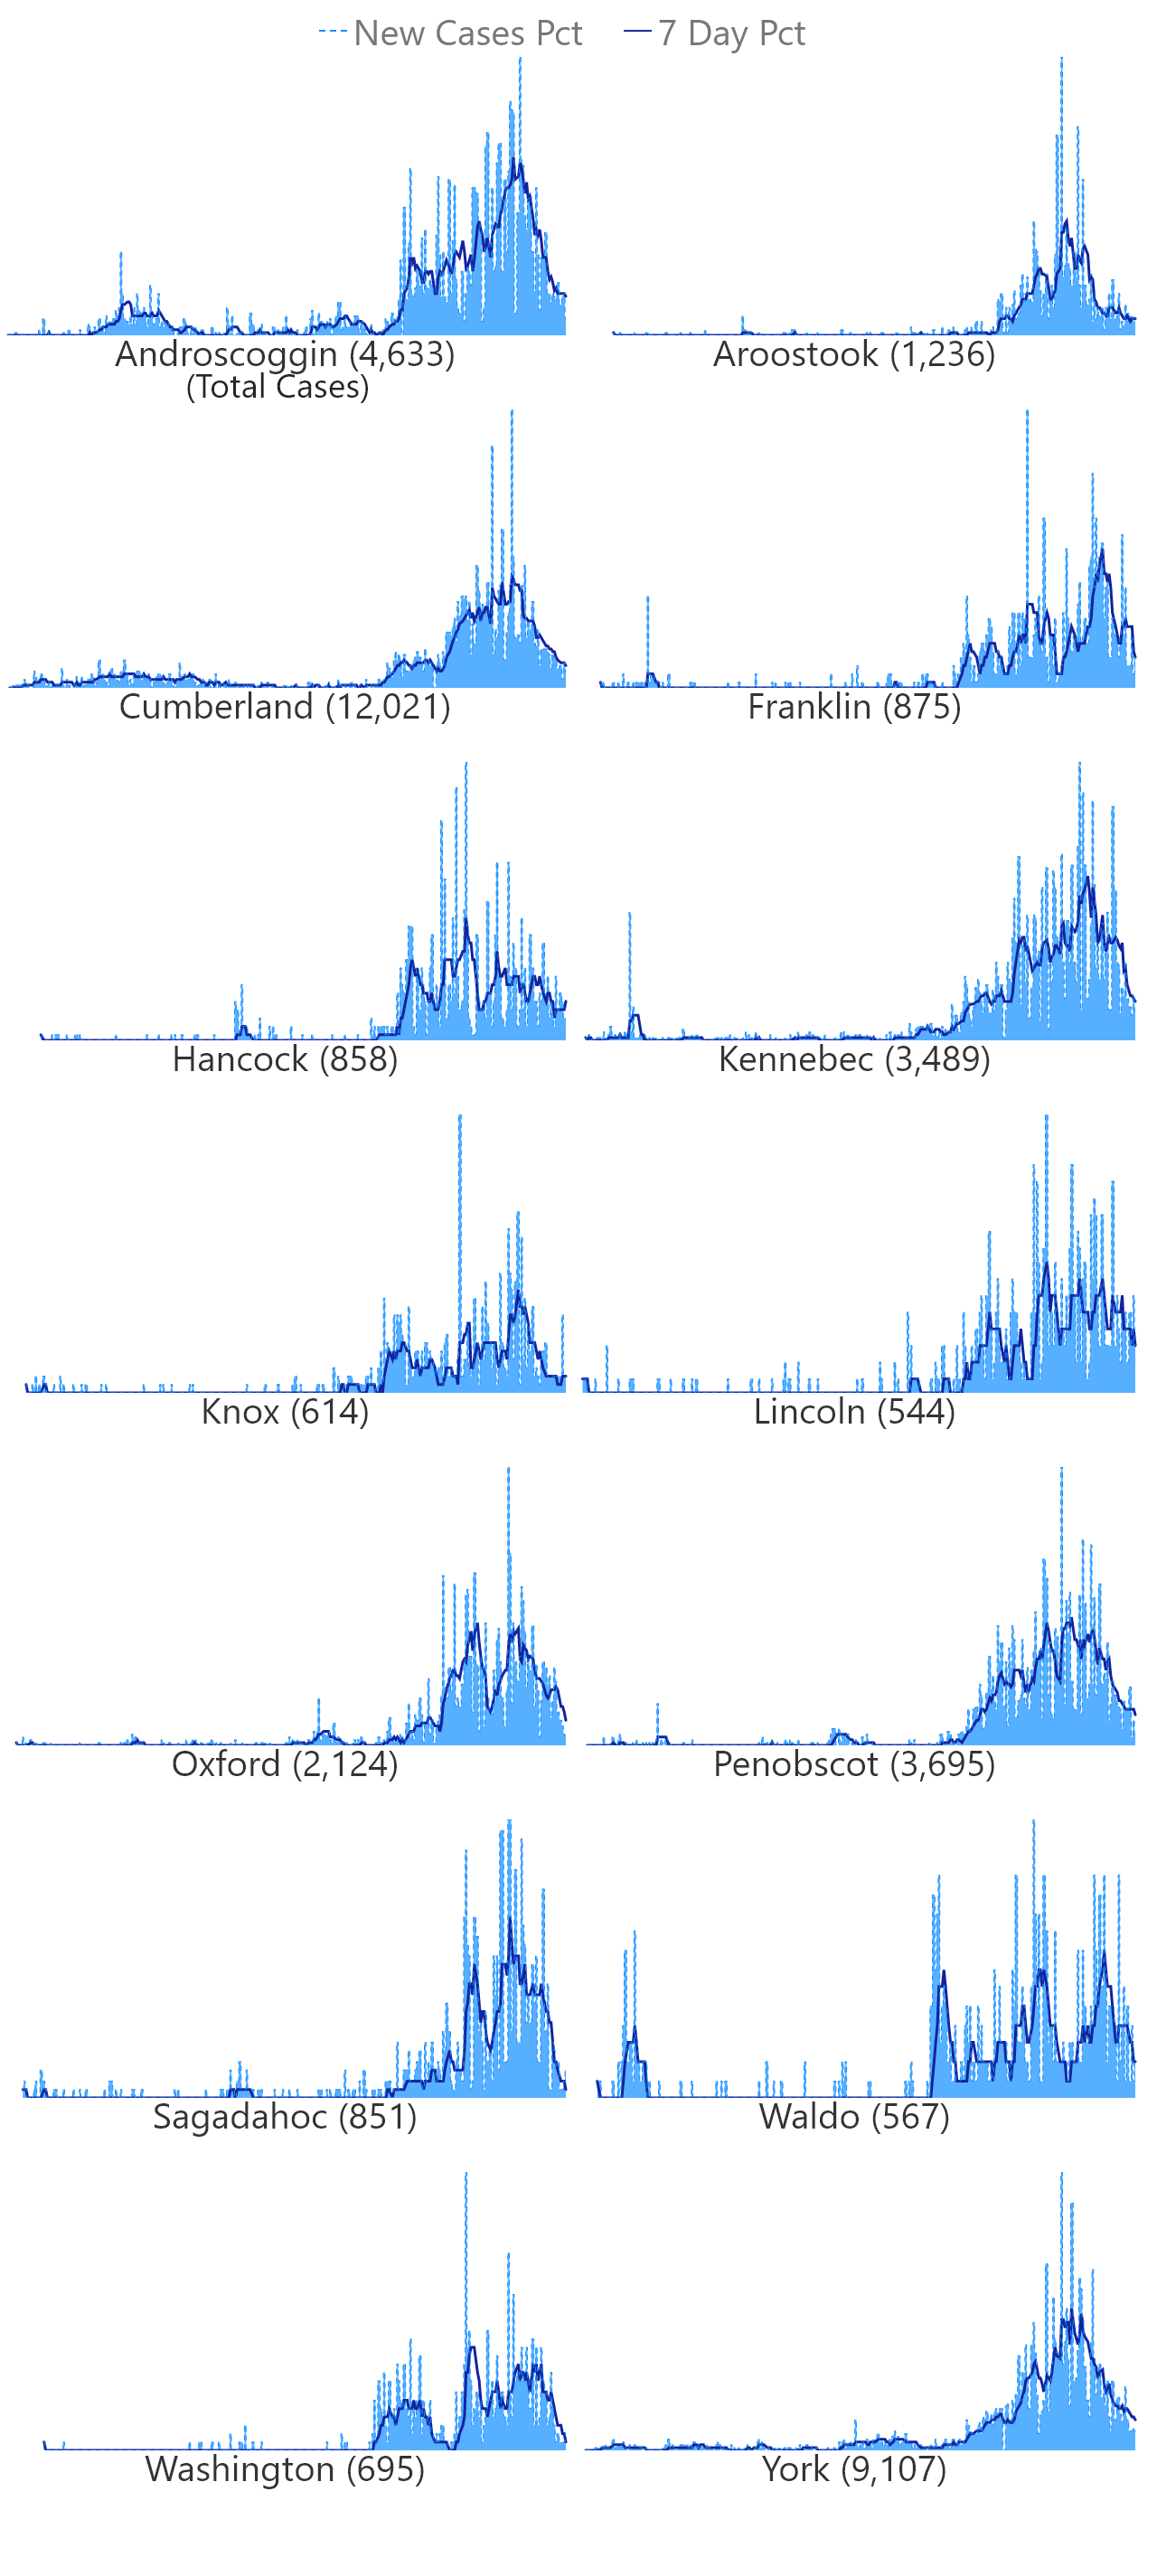 New Cases Pct 7 Day Pct
Androscoggin (4,633) Aroostook (1,236)
(Total Cases)
Cumberland (12,021) Franklin (875)
Hancock (858) Kennebec (3,489)
Knox (614) Lincoln (544)
Oxford (2,124) Penobscot (3,695)
Sagadahoc (851) Waldo (567)
Washington (695) York (9,107)